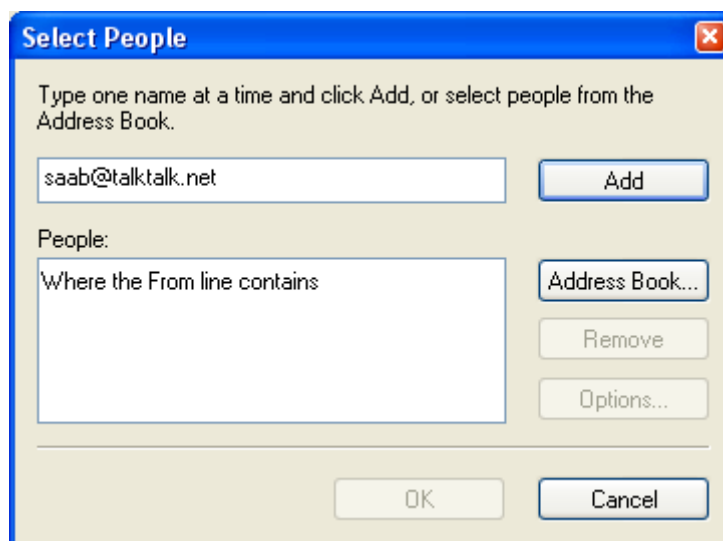 Select People
Type one name at a time and click Add, or select people from the
Address Book.
saab@talktalk.net
Add
People:
Where the From line contains
Address Book...
Remove
Options...
OK
Cancel